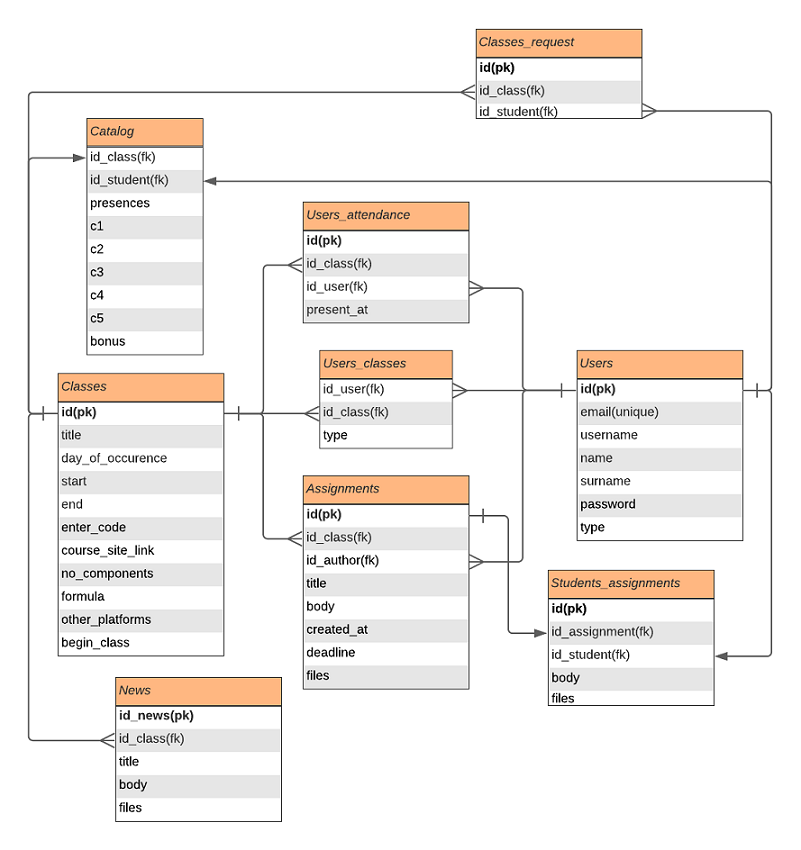 Classes_request
id(pk)
id_class(fk)
id_student(fk)
Catalog
id_class(fk)
id_student(fk)
presences
c1
c2
c3
c4
c5
bonus
Users_attendance
id(pk)
id_class(fk)
id_user(fk)
present_at
Users_classes
id_user(fk)
id_class(fk)
type
Users
id(pk)
email(unique)
username
name
surname
password
type
Classes
id(pk)
title
day_of_occurence
start
end
enter_code
course_site_link
no_components
formula
other_platforms
begin_class
Assignments
id(pk)
id_class(fk)
id_author(fk)
title
body
created_at
deadline
files
Students_assignments
id(pk)
id_assignment(fk)
id_student(fk)
body
files
News
id_news(pk)
id_class(fk)
title
body
files